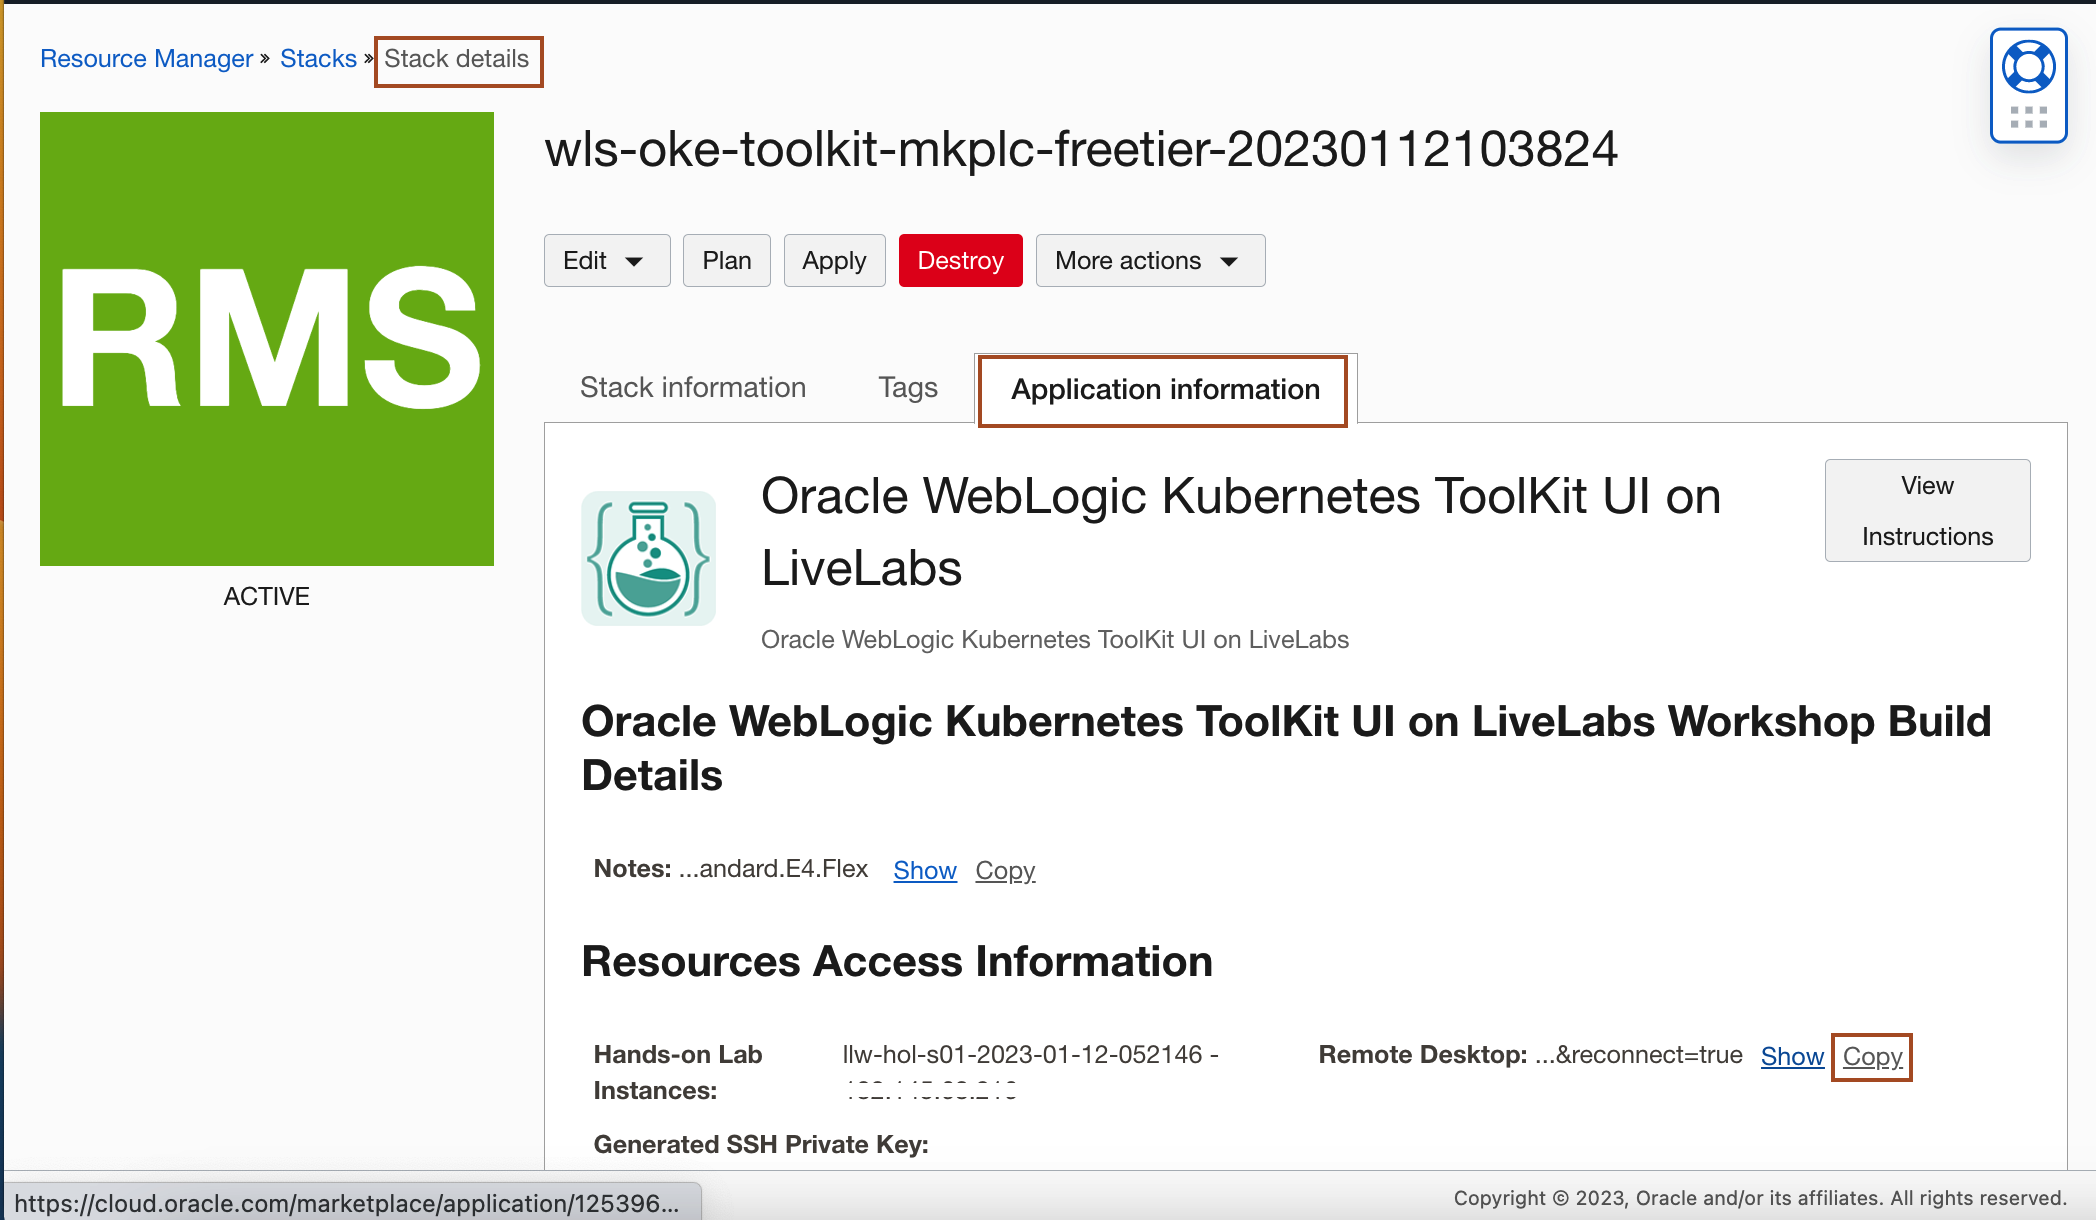 Resource Manager » Stacks » Stack details
RMS
ACTIVE
wls-oke-toolkit-mkplc-freetier-20230112103824
Edit Plan Apply Destroy More actions
Stack information Tags Application information
Oracle WebLogic Kubernetes ToolKit UI on
LiveLabs
Oracle WebLogic Kubernetes ToolKit UI on LiveLabs
View
Instructions
Oracle WebLogic Kubernetes ToolKit UI on LiveLabs Workshop Build
Details
Notes: ...andard.E4.Flex Show Copy
Resources Access Information
Hands-on Lab
Instances:
llw-hol-s01-2023-01-12-052146 -
Remote Desktop: ...&reconnect=true Show Copy
Generated SSH Private Key:
https://cloud.oracle.com/marketplace/application/125396...
Copyright © 2023, Oracle and/or its affiliates. All rights reserved.